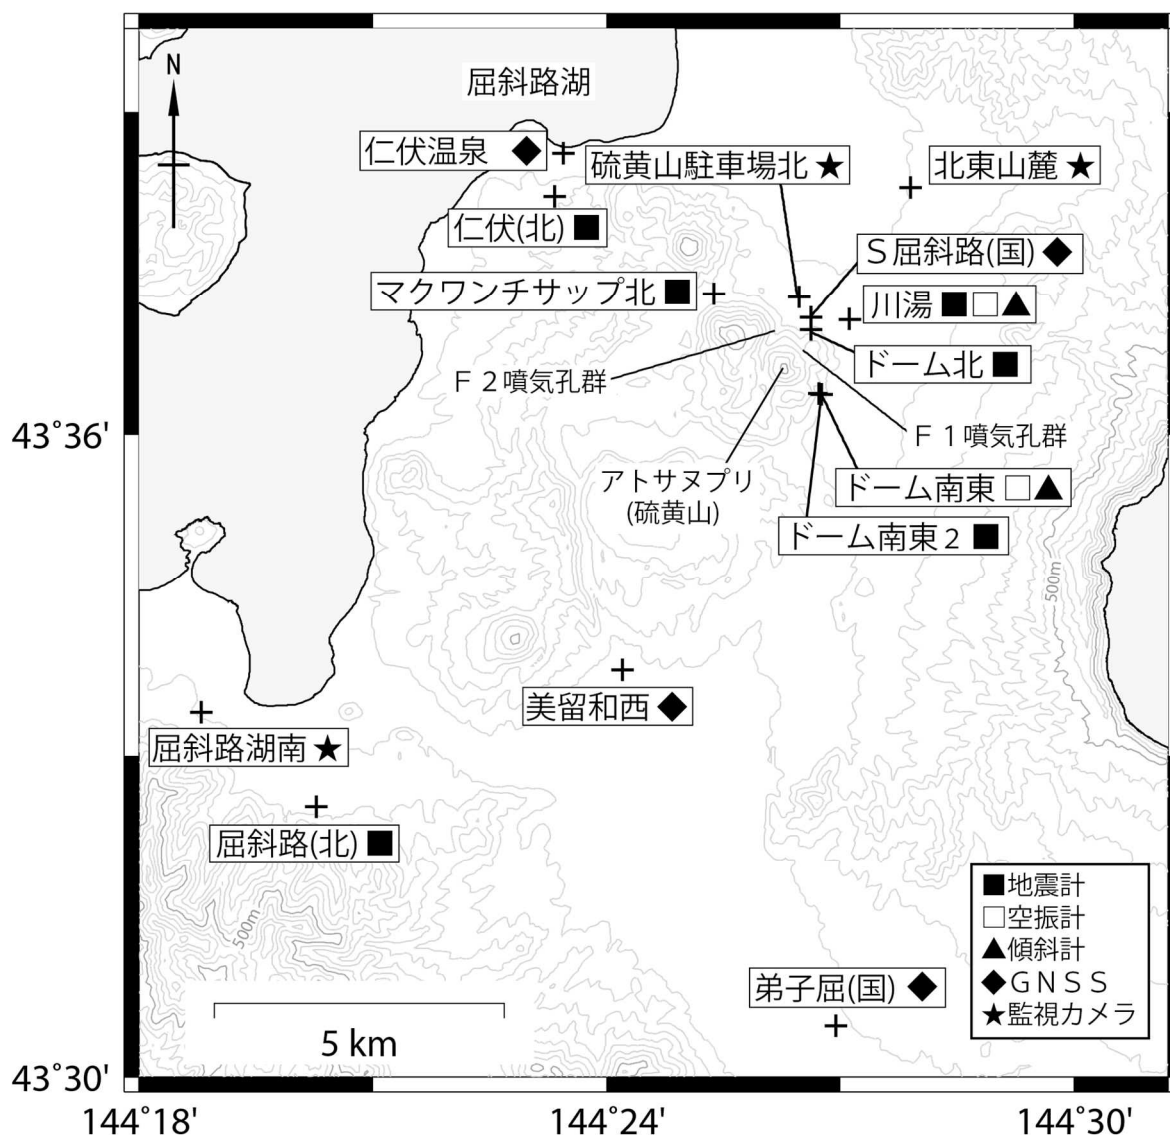 N
屈斜路湖
仁伏温泉 ◆
硫黄山駐車場北 ★
北東山麓 ★
仁伏(北) ■
S屈斜路(国) ◆
マクワンチサップ北 ■
川湯 ■ □ ▲
ドーム北 ■
F2噴気孔群
F1噴気孔群
43°36'
アトサヌプリ
(硫黄山)
ドーム南東 □ ▲
ドーム南東2 ■
500m
美留和西 ◆
屈斜路湖南 ★
屈斜路(北) ■
500m
■地震計
□空振計
▲傾斜計
◆GNSS
★監視カメラ
弟子屈(国) ◆
5 km
43°30'
144°18'
144°24'
144°30'